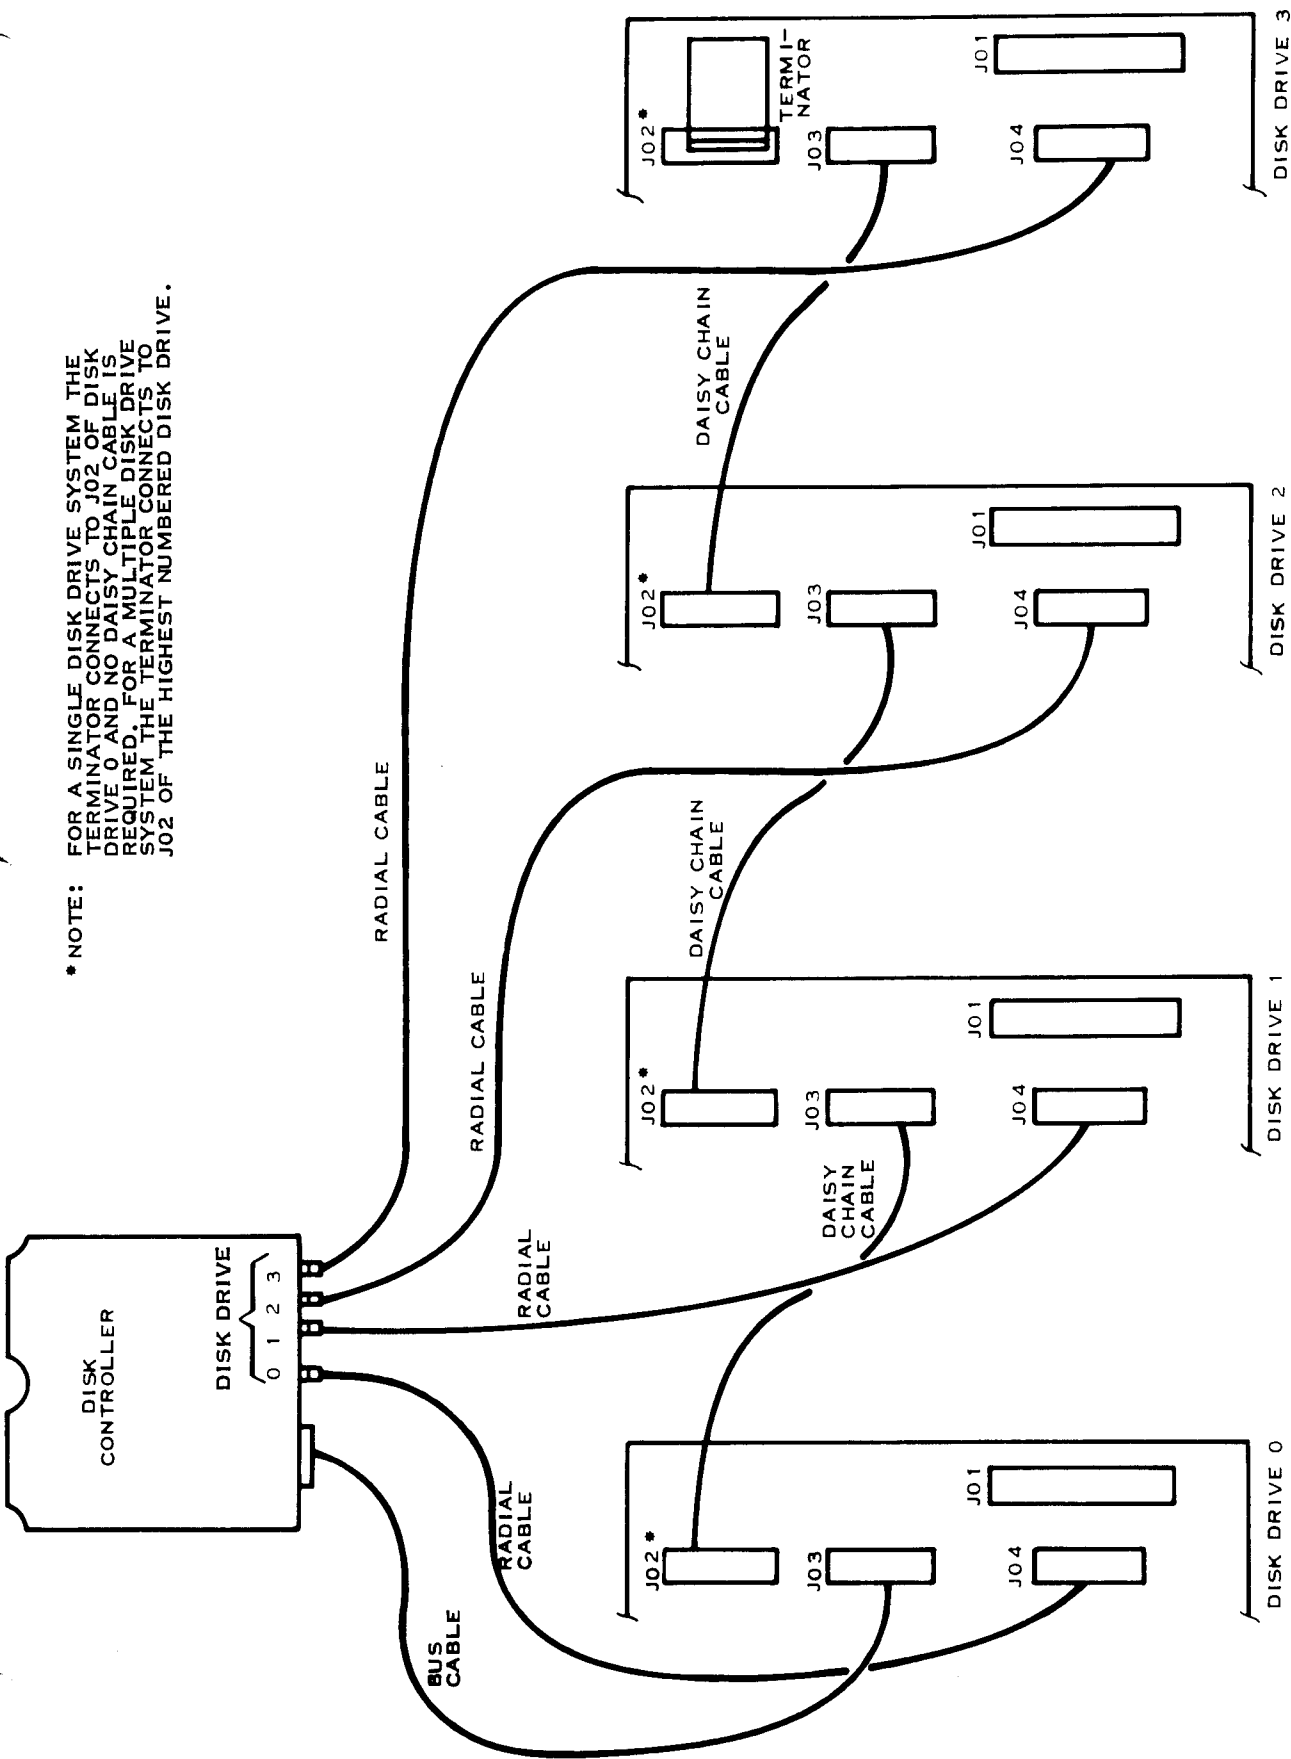 *NOTE: FOR A SINGLE DISK DRIVE SYSTEM THE
TERMINATOR CONNECTS TO J02 OF DISK
DRIVE 0 AND NO DAISY CHAIN CABLE IS
REQUIRED. FOR A MULTIPLE DISK DRIVE
SYSTEM THE TERMINATOR CONNECTS TO
J02 OF THE HIGHEST NUMBERED DISK DRIVE.
DISK
CONTROLLER
DISK DRIVE
0 1 2 3
BUS
CABLE
RADIAL
CABLE
RADIAL
CABLE
RADIAL CABLE
RADIAL CABLE
J02*
J03
J04
J01
DISK DRIVE 0
DAISY
CHAIN
CABLE
J02*
J03
J04
J01
DISK DRIVE 1
DAISY CHAIN
CABLE
J02*
J03
J04
J01
DISK DRIVE 2
DAISY CHAIN
CABLE
J02*
TERMI-
NATOR
J03
J04
J01
DISK DRIVE 3